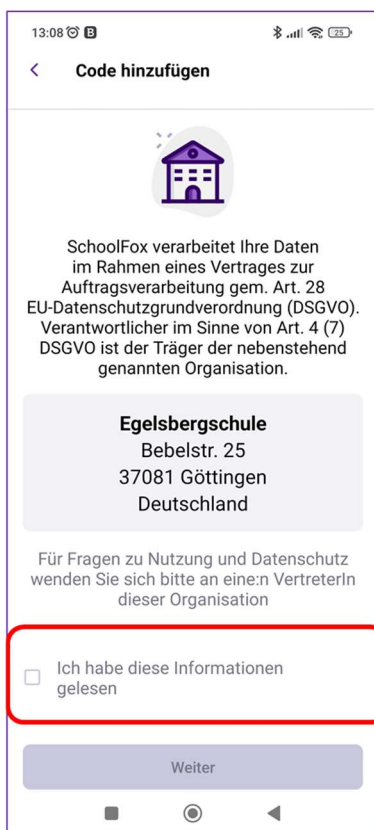 13:08
25
Code hinzufügen
SchoolFox verarbeitet Ihre Daten
im Rahmen eines Vertrages zur
Auftragsverarbeitung gem. Art. 28
EU-Datenschutzgrundverordnung (DSGVO).
Verantwortlicher im Sinne von Art. 4 (7)
DSGVO ist der Träger der nebenstehend
genannten Organisation.
Egelsbergschule
Bebelstr. 25
37081 Göttingen
Deutschland
Für Fragen zu Nutzung und Datenschutz
wenden Sie sich bitte an eine:n VertreterIn
dieser Organisation
Ich habe diese Informationen
gelesen
Weiter